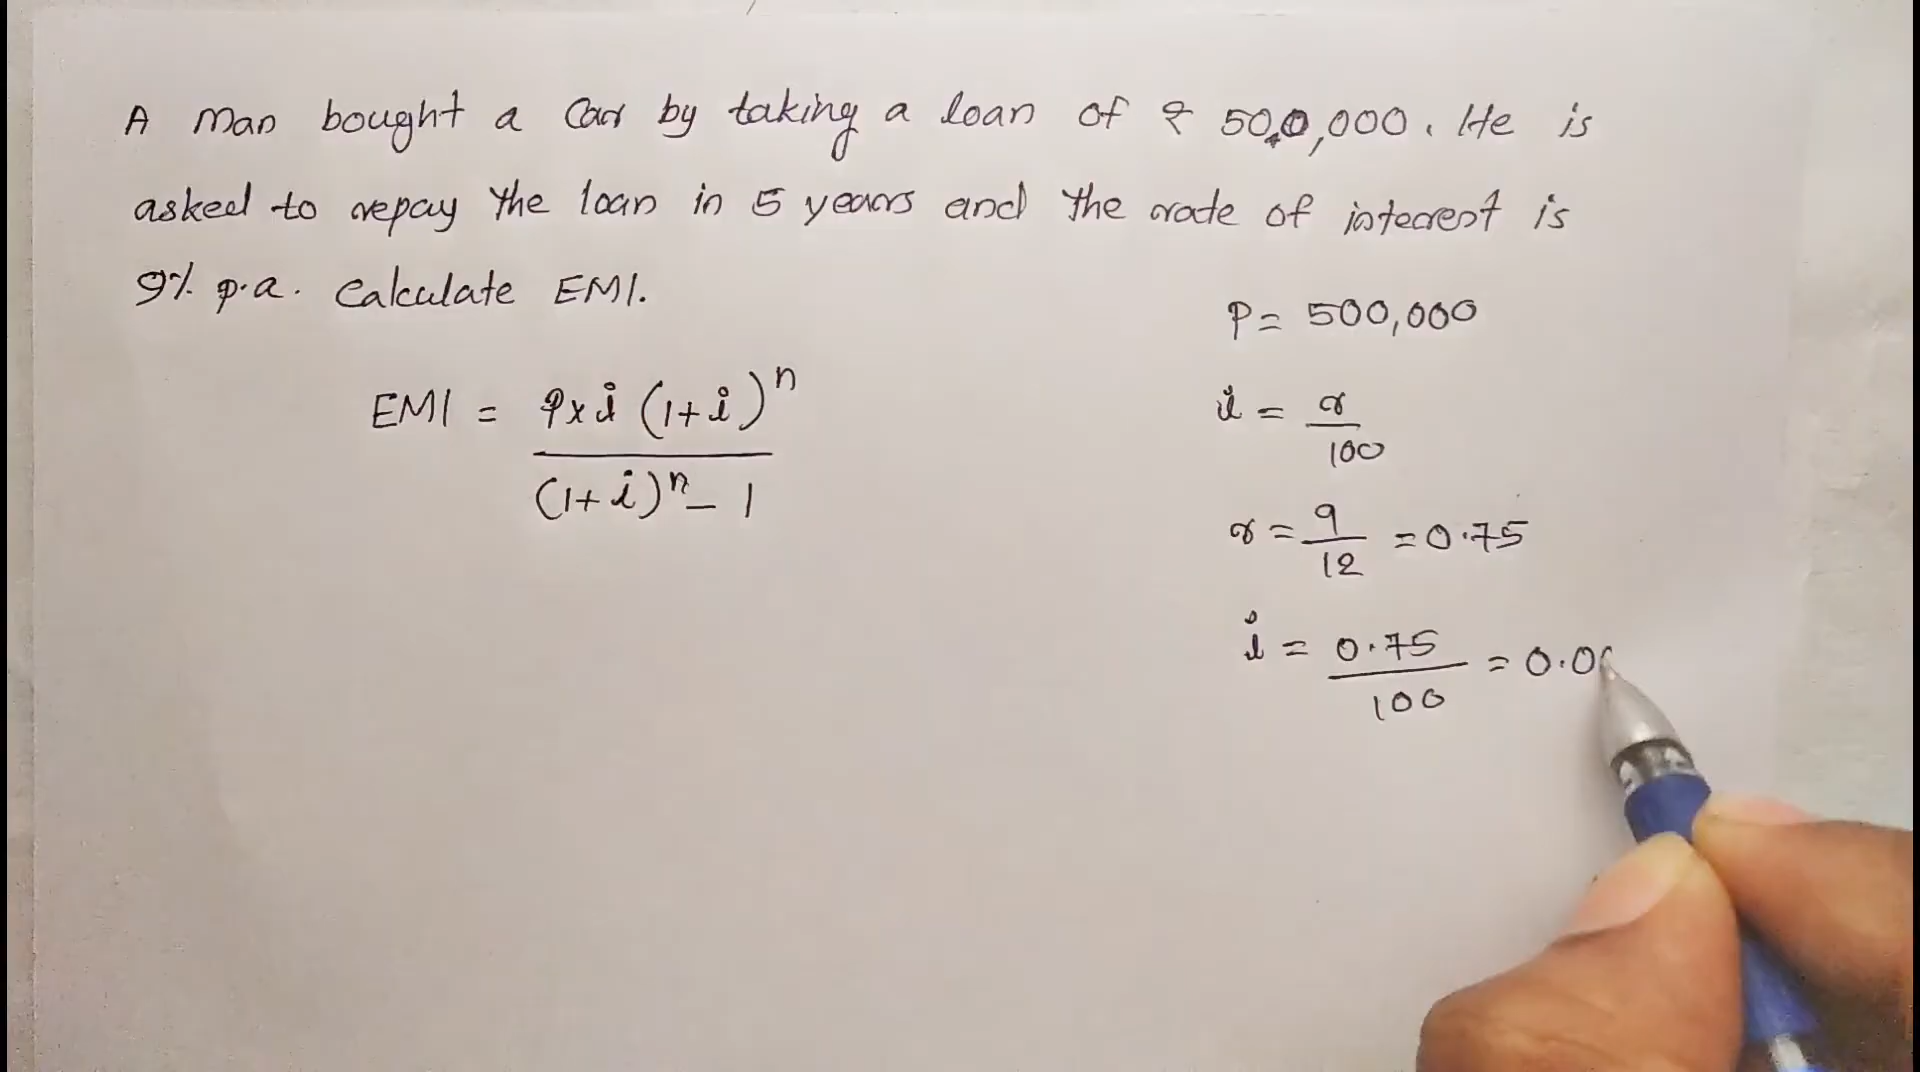 A man bought a car by taking a loan of ₹ 500,000. He is
asked to repay the loan in 5 years and the rate of interest is
9% p.a. Calculate EMI.
P = 500,000
EMI = P x i (1+i)^n
(1+i)^n - 1
i = r
100
r = 9/12 = 0.75
i = 0.75/100 = 0.00